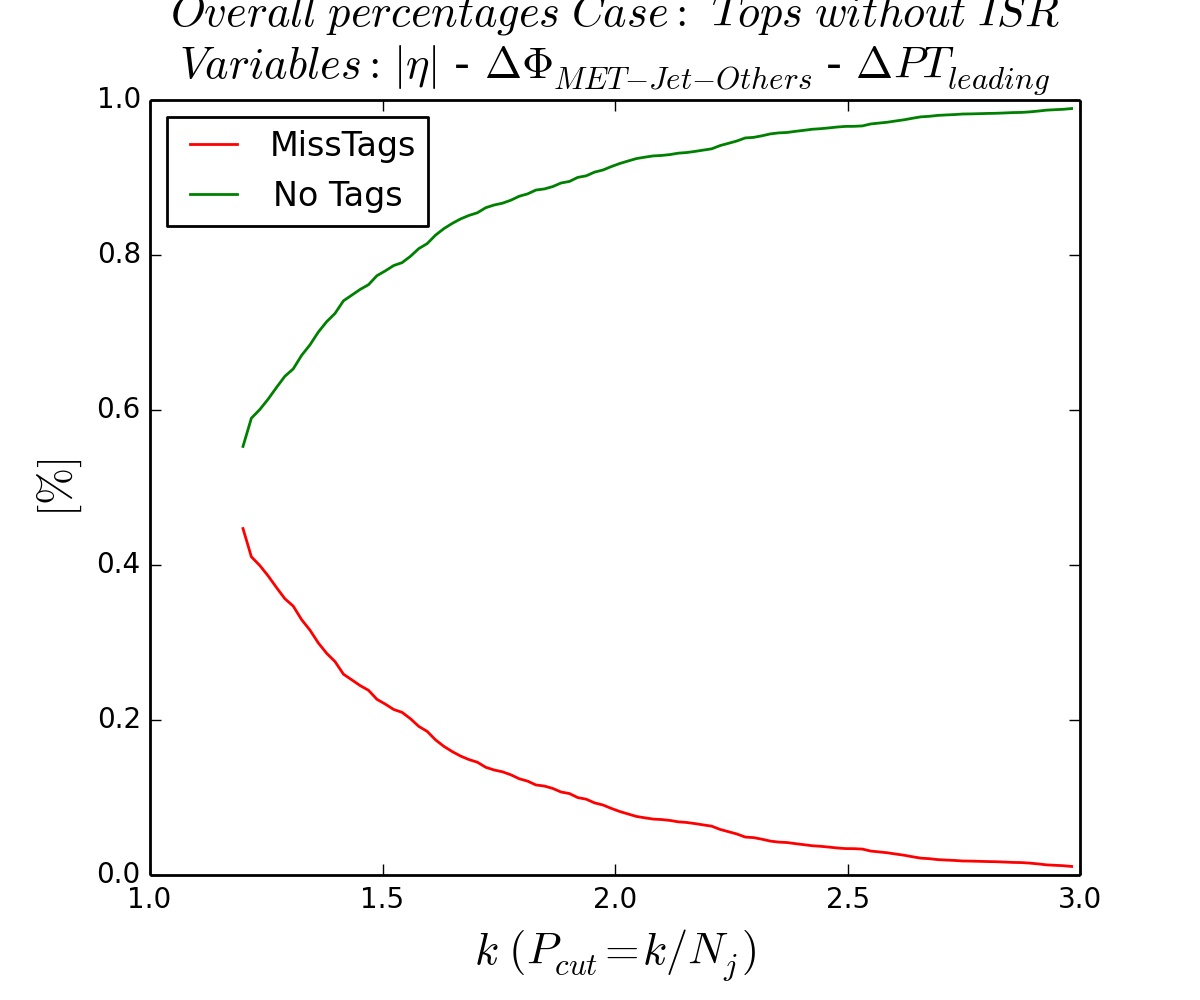 Overall percentages Case: Tops without ISR
Variables: |η| - ΔΦ_{MET-Jet-Others} - ΔPT_{leading}
1.0
MissTags
No Tags
0.8
0.6
[%]
0.4
0.2
0.0
1.0 1.5 2.0 2.5 3.0
k (P_{cut}=k/N_j)